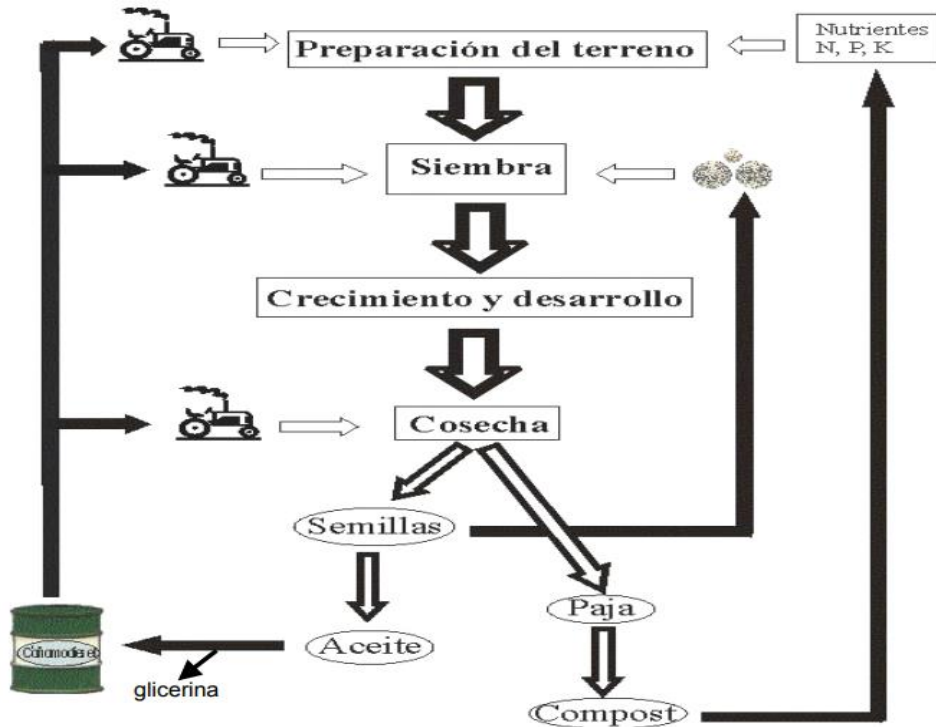 Preparación del terreno
Nutrientes
N, P, K
Siembra
Crecimiento y desarrollo
Cosecha
Semillas
Paja
Aceite
glicerina
Compost